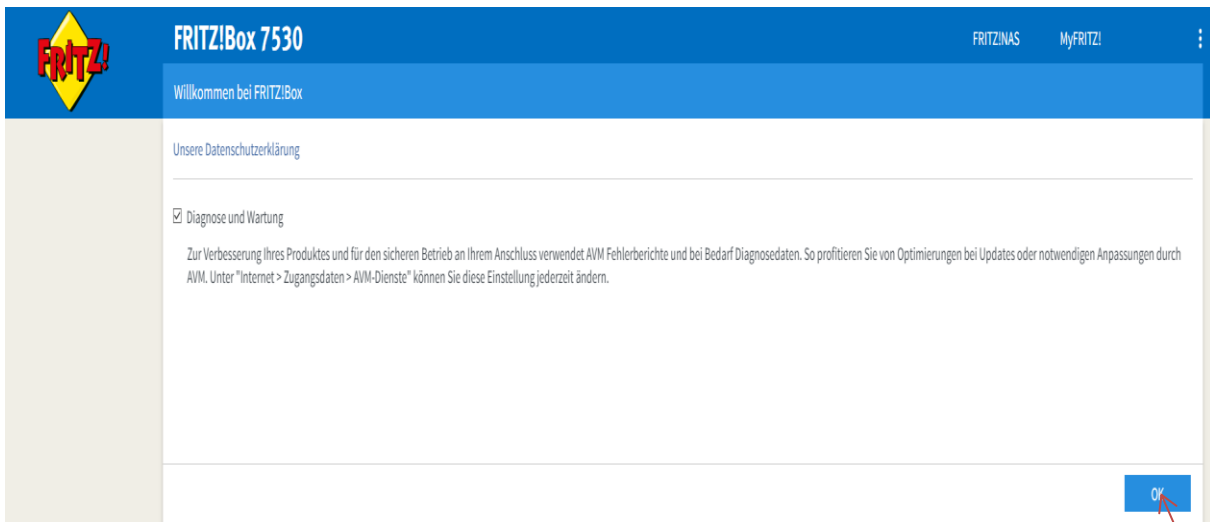 FRITZ!
FRITZ!Box 7530
FRITZ!NAS
MyFRITZ!
Willkommen bei FRITZ!Box
Unsere Datenschutzerklärung
Diagnose und Wartung
Zur Verbesserung Ihres Produktes und für den sicheren Betrieb an Ihrem Anschluss verwendet AVM Fehlerberichte und bei Bedarf Diagnosedaten. So profitieren Sie von Optimierungen bei Updates oder notwendigen Anpassungen durch
AVM. Unter "Internet > Zugangsdaten > AVM-Dienste" können Sie diese Einstellung jederzeit ändern.
OK